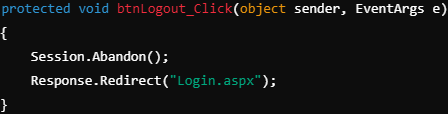 protected void btnLogout_Click(object sender, EventArgs e)
{
    Session.Abandon();
    Response.Redirect("Login.aspx");
}